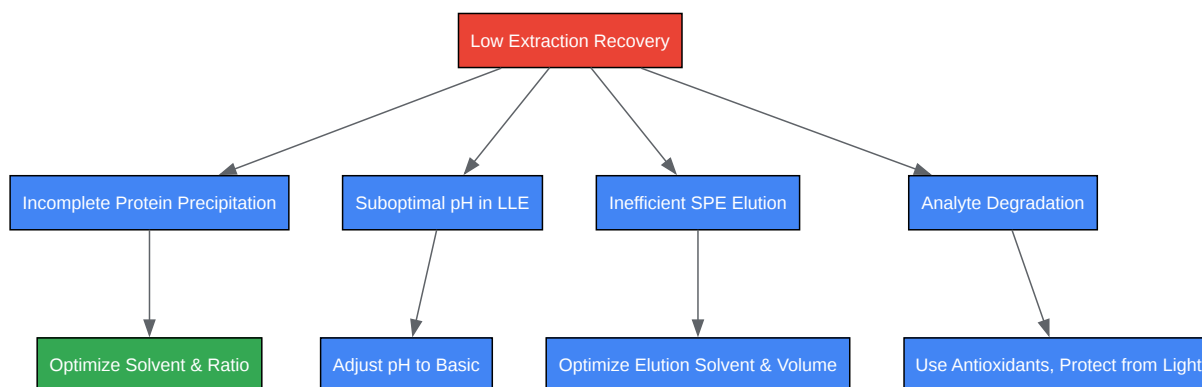 Low Extraction Recovery
Incomplete Protein Precipitation
Suboptimal pH in LLE
Inefficient SPE Elution
Analyte Degradation
Optimize Solvent & Ratio
Adjust pH to Basic
Optimize Elution Solvent & Volume
Use Antioxidants, Protect from Light